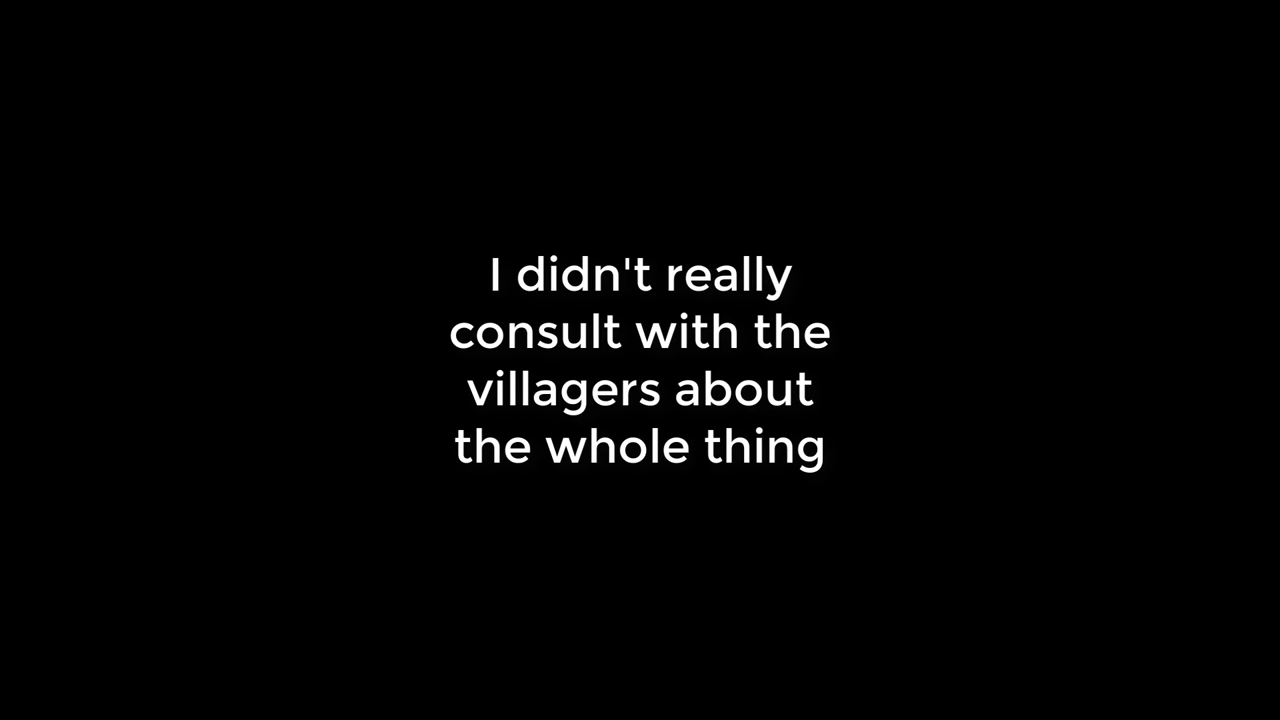 I didn't really
consult with the
villagers about
the whole thing